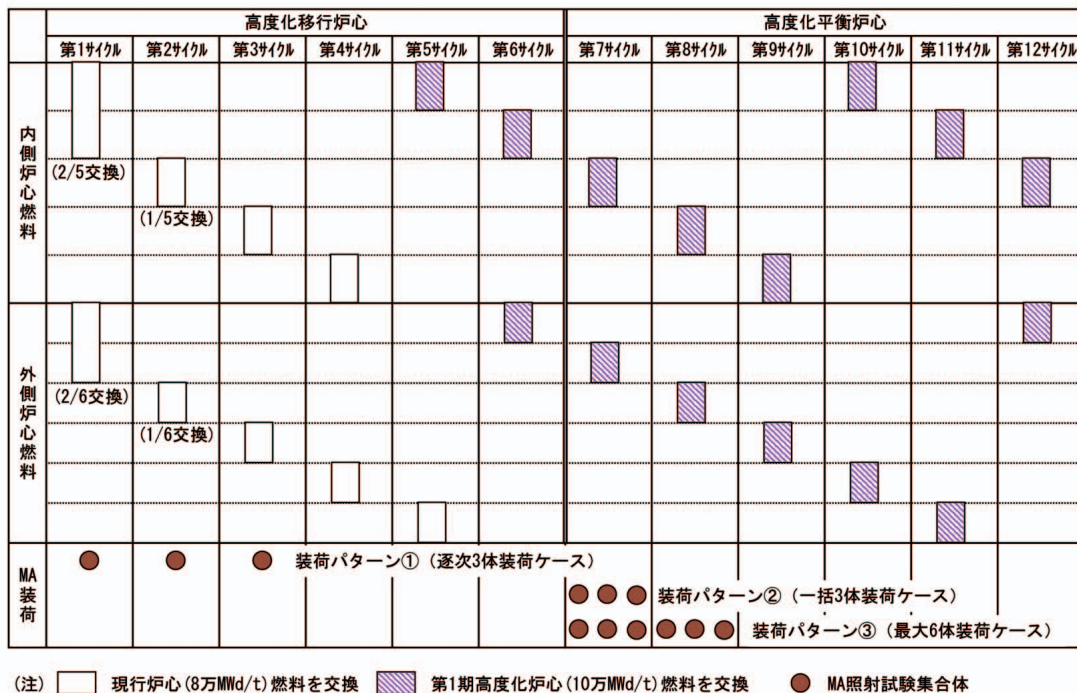 高度化移行炉心 高度化平衡炉心
第1サイクル 第2サイクル 第3サイクル 第4サイクル 第5サイクル 第6サイクル 第7サイクル 第8サイクル 第9サイクル 第10サイクル 第11サイクル 第12サイクル
内側炉心燃料
(2/5交換)
(1/5交換)
外側炉心燃料
(2/6交換)
(1/6交換)
MA装荷
装荷パターン①（逐次3体装荷ケース）
装荷パターン②（一括3体装荷ケース）
装荷パターン③（最大6体装荷ケース）
(注) 現行炉心(8万MWd/t)燃料を交換 第1期高度化炉心(10万MWd/t)燃料を交換 MA照射試験集合体